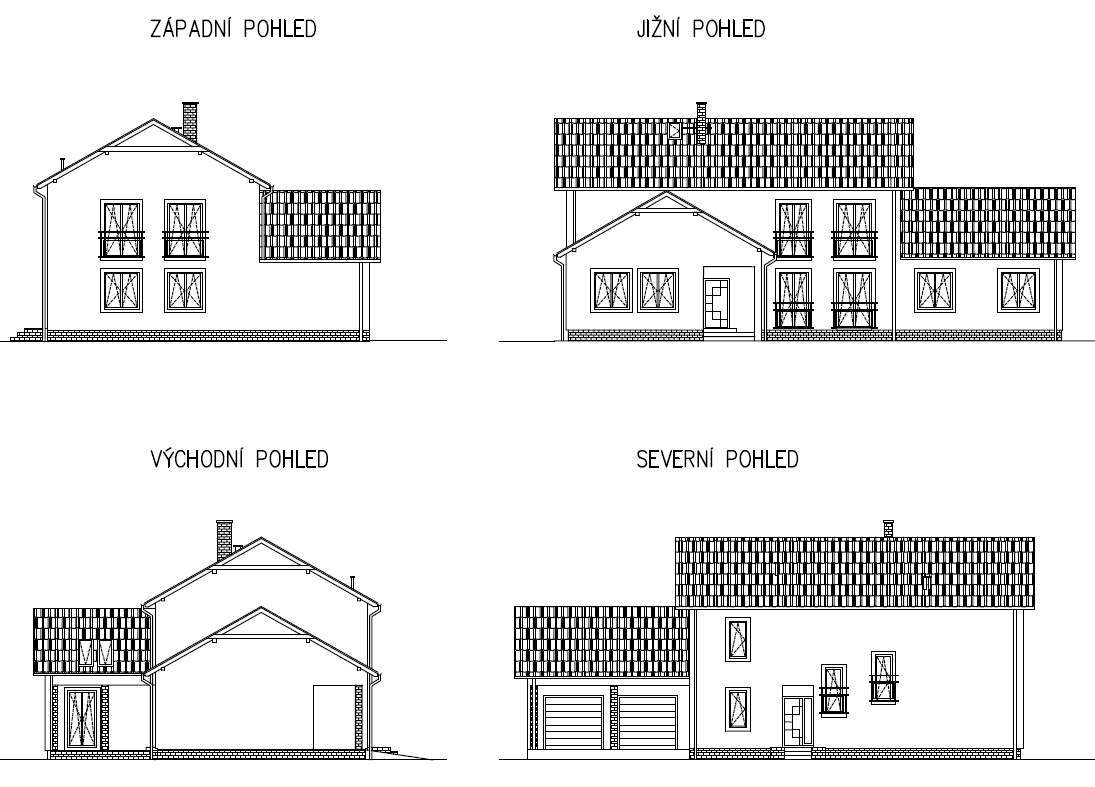 ZÁPADNÍ POHLED
JIŽNÍ POHLED
VÝCHODNÍ POHLED
SEVERNÍ POHLED